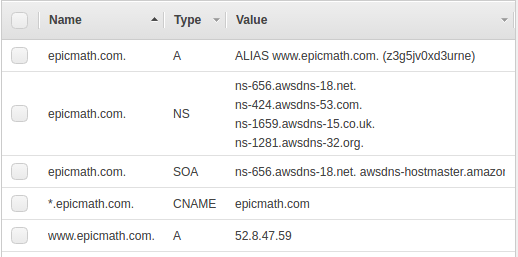 Name Type Value
epicmath.com. A ALIAS www.epicmath.com. (z3g5jv0xd3urne)
epicmath.com. NS ns-656.awsdns-18.net.
ns-424.awsdns-53.com.
ns-1659.awsdns-15.co.uk.
ns-1281.awsdns-32.org.
epicmath.com. SOA ns-656.awsdns-18.net. awsdns-hostmaster.amazon
*.epicmath.com. CNAME epicmath.com
www.epicmath.com. A 52.8.47.59